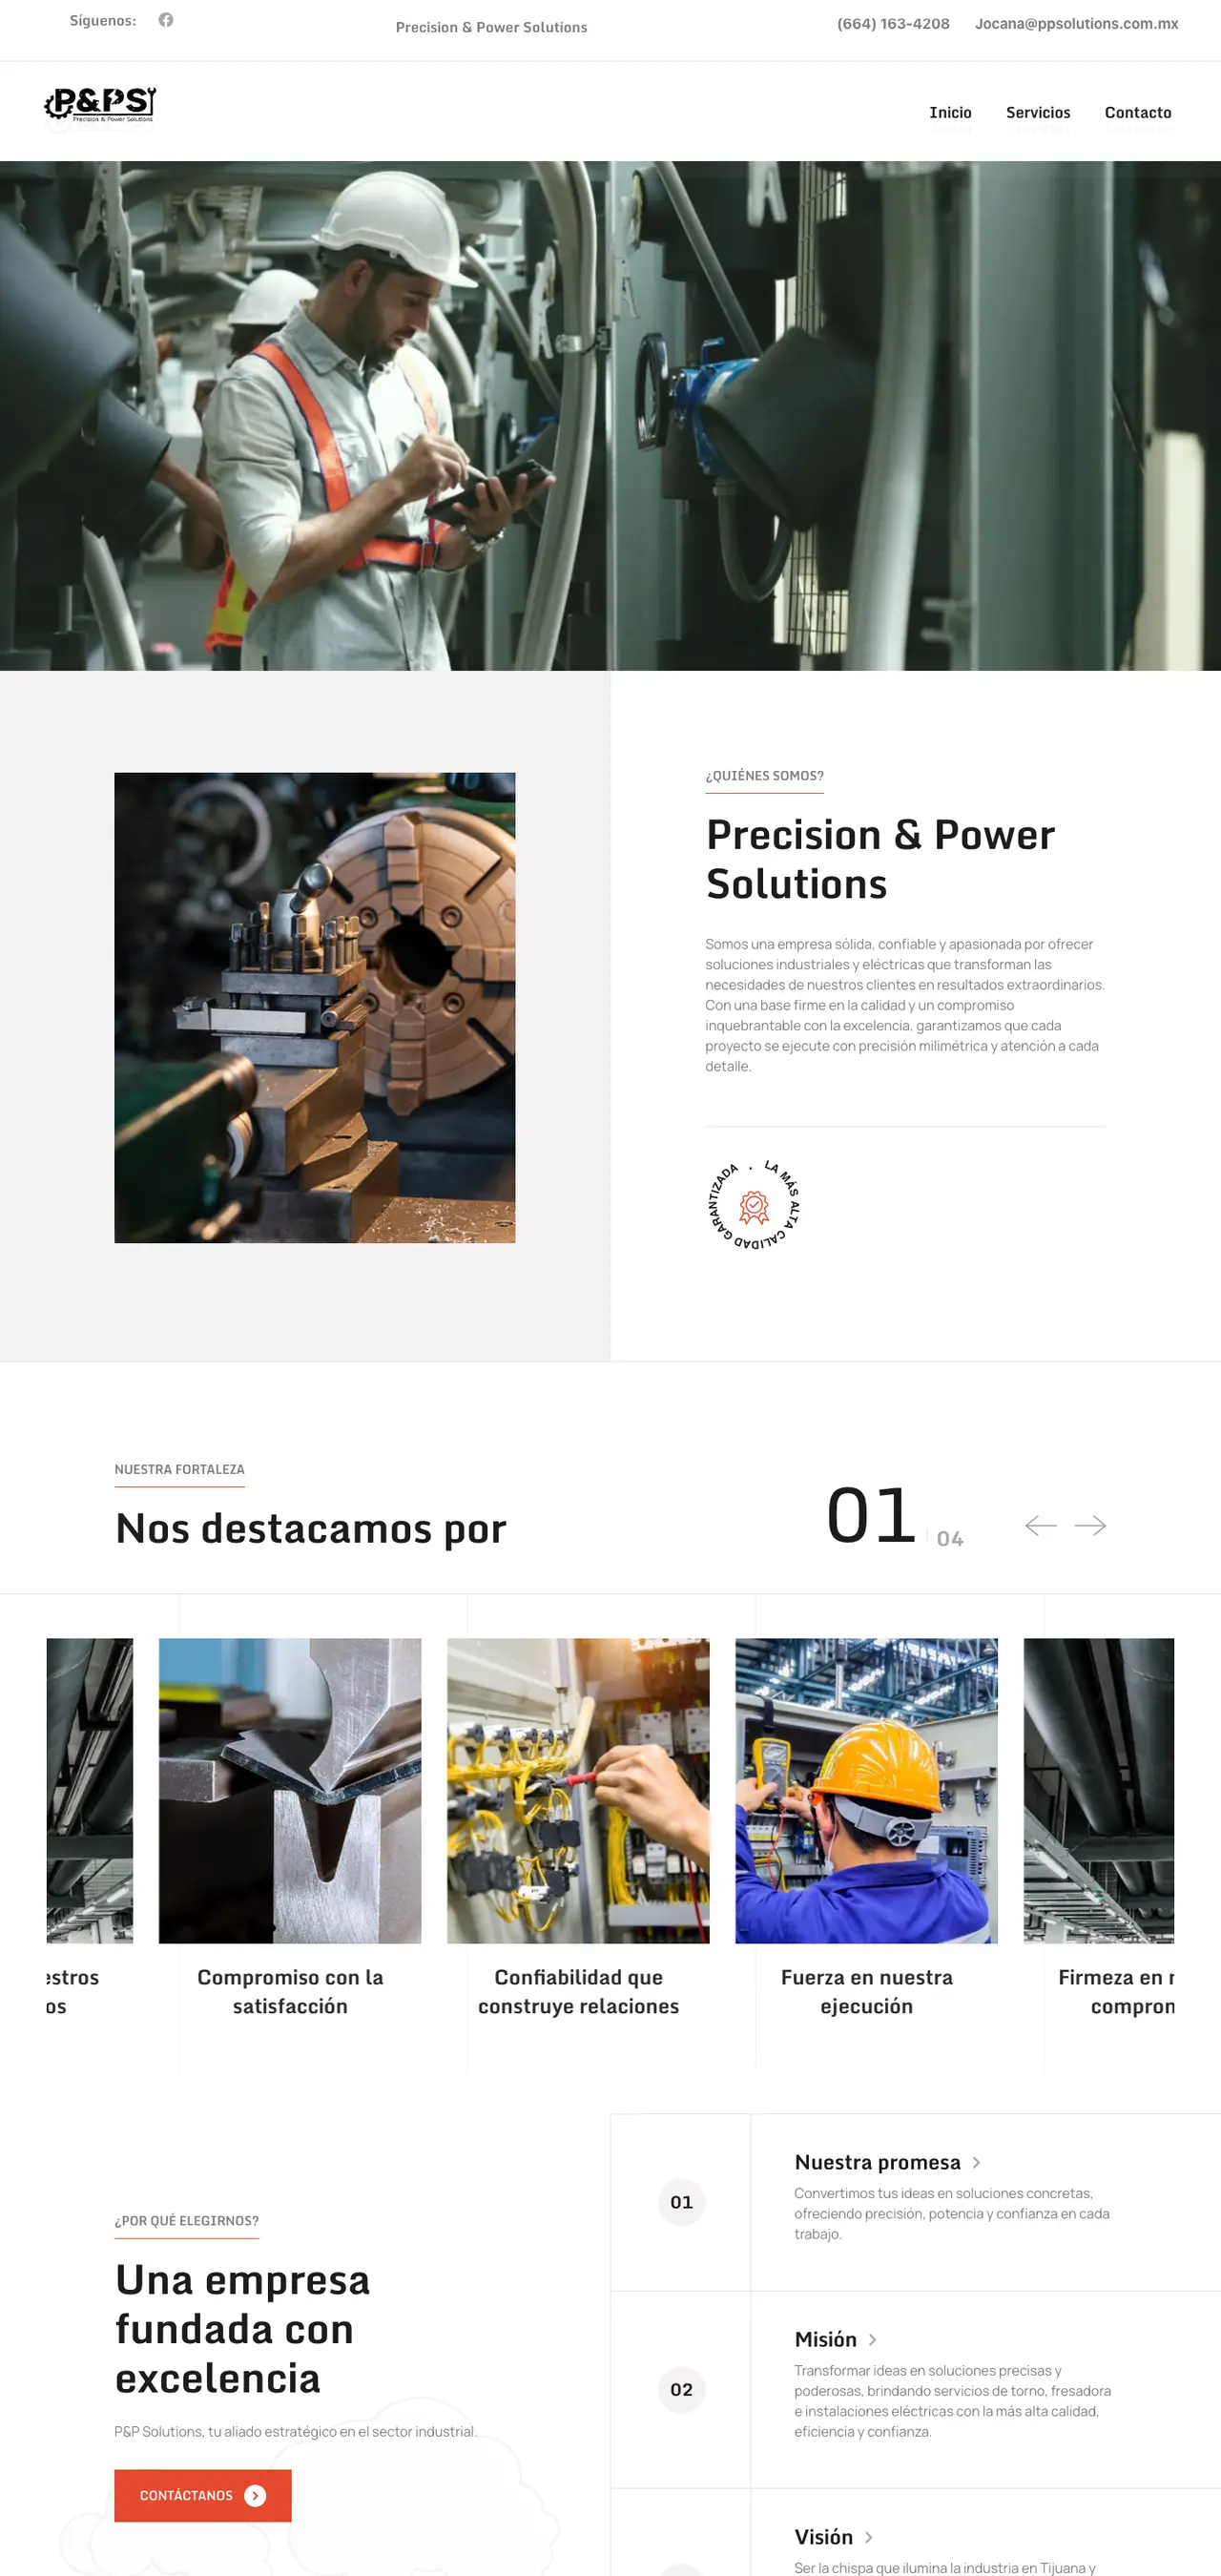 Síguenos:
Precision & Power Solutions
(664) 163-4208
Jocana@ppsolutions.com.mx
P&PS
Precision & Power Solutions
Inicio
Servicios
Contacto
¿QUIÉNES SOMOS?
Precision & Power
Solutions
Somos una empresa sólida, confiable y apasionada por ofrecer
soluciones industriales y eléctricas que transforman las
necesidades de nuestros clientes en resultados extraordinarios.
Con una base firme en la calidad y un compromiso
inquebrantable con la excelencia, garantizamos que cada
proyecto se ejecute con precisión milimétrica y atención a cada
detalle.
LA MÁS ALTA CALIDAD GARANTIZADA ·
NUESTRA FORTALEZA
Nos destacamos por
01
04
estros
os
Compromiso con la
satisfacción
Confiabilidad que
construye relaciones
Fuerza en nuestra
ejecución
Firmeza en
compron
¿POR QUÉ ELEGIRNOS?
Una empresa
fundada con
excelencia
P&P Solutions, tu aliado estratégico en el sector industrial.
CONTÁCTANOS
01
Nuestra promesa
Convertimos tus ideas en soluciones concretas,
ofreciendo precisión, potencia y confianza en cada
trabajo.
02
Misión
Transformar ideas en soluciones precisas y
poderosas, brindando servicios de torno, fresadora
e instalaciones eléctricas con la más alta calidad,
eficiencia y confianza.
Visión
Ser la chispa que ilumina la industria en Tijuana y